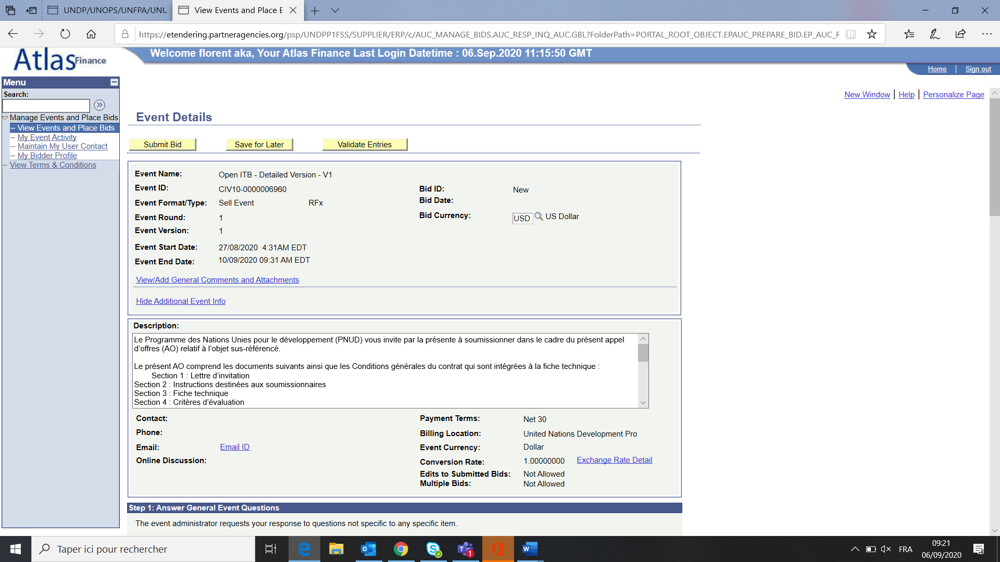 UNDP/UNOPS/UNFPA/UNU
View Events and Place E
https://etendering.partneragencies.org/psp/UNDPP1FSS/SUPPLIER/ERP/c/AUC_MANAGE_BIDS.AUC_RESP_INQ_AUC.GBL?FolderPath=PORTAL_ROOT_OBJECT.EPAUC_PREPARE_BID.EP_AUC_R
Atlas Finance
Welcome florent aka, Your Atlas Finance Last Login Datetime : 06.Sep.2020 11:15:50 GMT
Home
Sign out
Menu
Search:
Manage Events and Place Bids
– View Events and Place Bids
– My Event Activity
– Maintain My User Contact
– My Bidder Profile
– View Terms & Conditions
New Window | Help | Personalize Page
Event Details
Submit Bid
Save for Later
Validate Entries
Event Name: Open ITB - Detailed Version - V1
Event ID: CIV10-0000006960
Bid ID: New
Bid Date:
Event Format/Type: Sell Event RFx
Bid Currency: USD US Dollar
Event Round: 1
Event Version: 1
Event Start Date: 27/08/2020 4:31AM EDT
Event End Date: 10/09/2020 09:31 AM EDT
View/Add General Comments and Attachments
Hide Additional Event Info
Description:
Le Programme des Nations Unies pour le développement (PNUD) vous invite par la présente à soumissionner dans le cadre du présent appel
d’offres (AO) relatif à l’objet sus-référencé.
Le présent AO comprend les documents suivants ainsi que les Conditions générales du contrat qui sont intégrées à la fiche technique :
Section 1 : Lettre d’invitation
Section 2 : Instructions destinées aux soumissionnaires
Section 3 : Fiche technique
Section 4 : Critères d’évaluation
Contact:
Phone:
Email: Email ID
Online Discussion:
Payment Terms: Net 30
Billing Location: United Nations Development Pro
Event Currency: Dollar
Conversion Rate: 1.00000000 Exchange Rate Detail
Edits to Submitted Bids: Not Allowed
Multiple Bids: Not Allowed
Step 1: Answer General Event Questions
The event administrator requests your response to questions not specific to any specific item.
Taper ici pour rechercher
1
FRA
09:21
06/09/2020